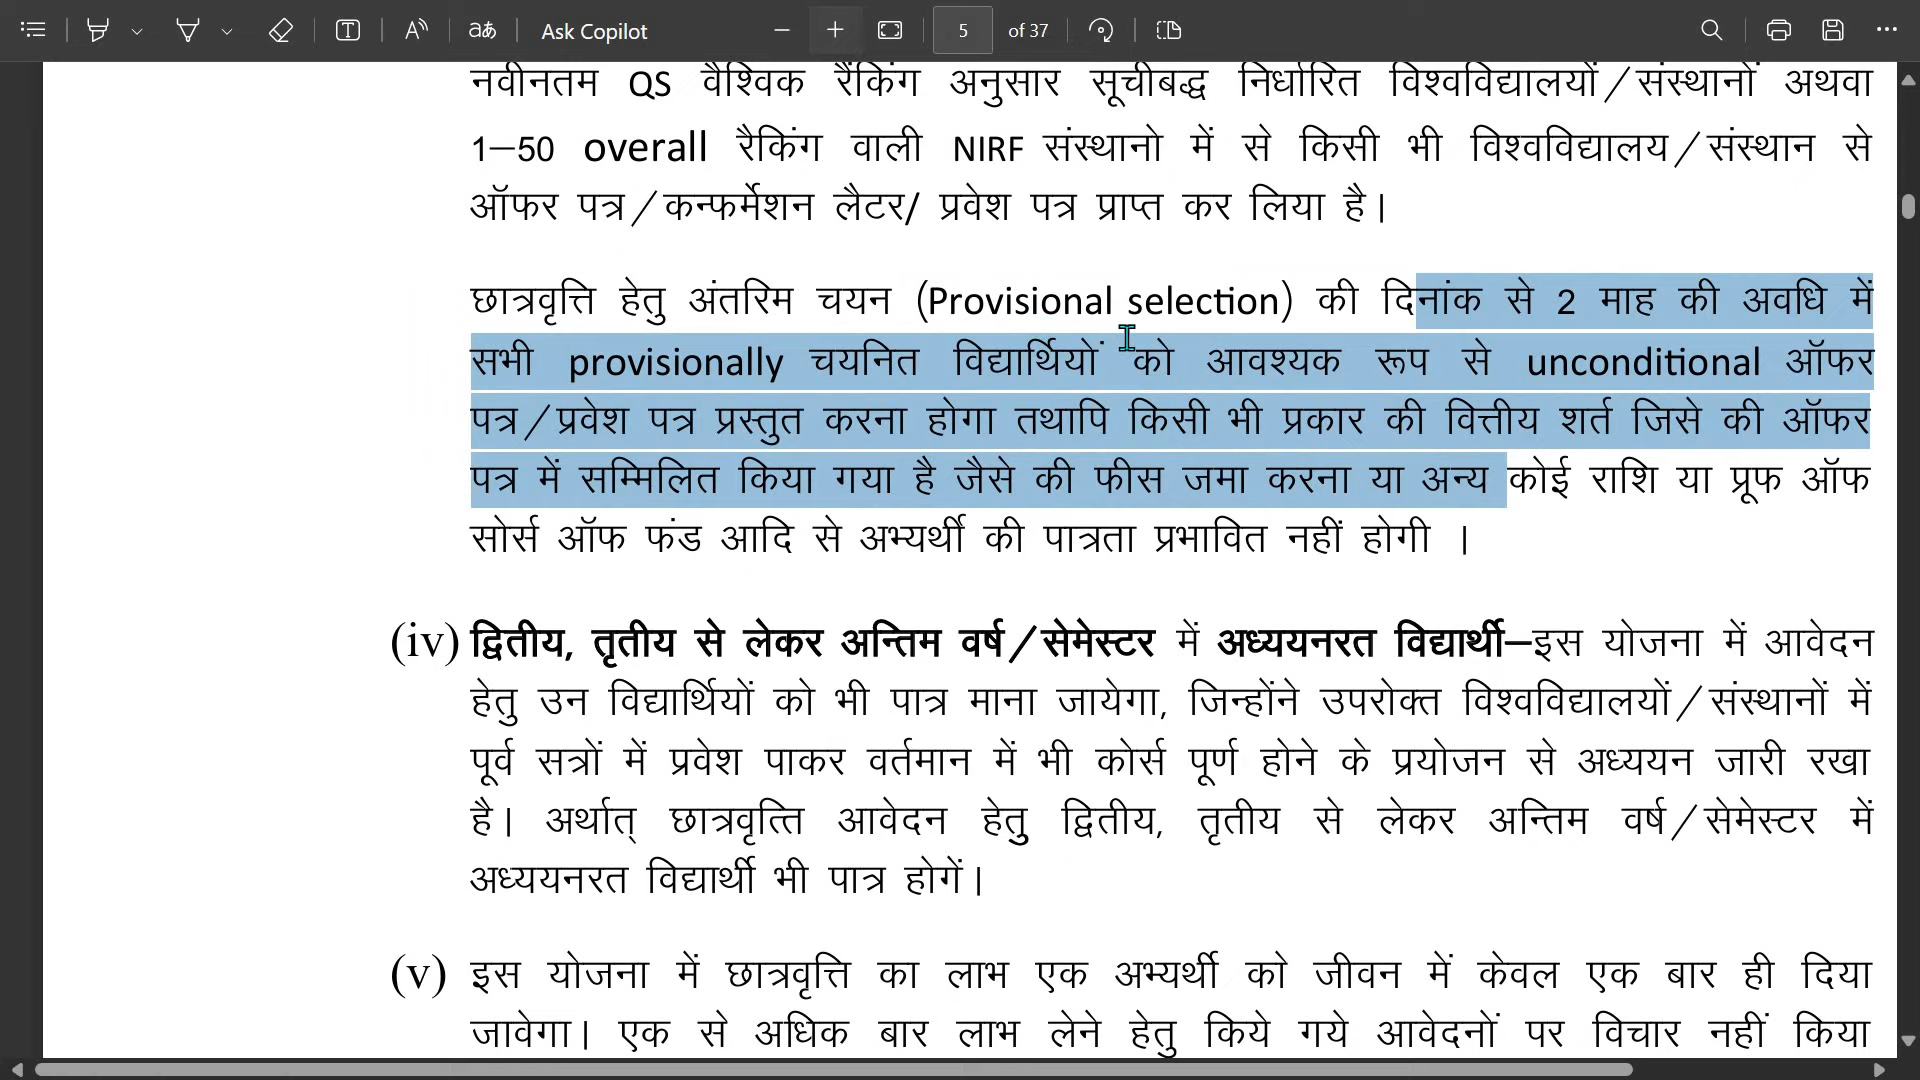 Ask Copilot 5 of 37
नवीनतम QS वैश्विक रैंकिंग अनुसार सूचीबद्ध निर्धारित विश्वविद्यालयों/संस्थानों अथवा
1–50 overall रैकिंग वाली NIRF संस्थानो में से किसी भी विश्वविद्यालय/संस्थान से
ऑफर पत्र/कन्फर्मेशन लैटर/ प्रवेश पत्र प्राप्त कर लिया है।
छात्रवृत्ति हेतु अंतरिम चयन (Provisional selection) की दिनांक से 2 माह की अवधि में
सभी provisionally चयनित विद्यार्थियों को आवश्यक रूप से unconditional ऑफर
पत्र/प्रवेश पत्र प्रस्तुत करना होगा तथापि किसी भी प्रकार की वित्तीय शर्त जिसे की ऑफर
पत्र में सम्मिलित किया गया है जैसे की फीस जमा करना या अन्य कोई राशि या प्रूफ ऑफ
सोर्स ऑफ फंड आदि से अभ्यर्थी की पात्रता प्रभावित नहीं होगी ।
(iv) द्वितीय, तृतीय से लेकर अन्तिम वर्ष/सेमेस्टर में अध्ययनरत विद्यार्थी–इस योजना में आवेदन
हेतु उन विद्यार्थियों को भी पात्र माना जायेगा, जिन्होंने उपरोक्त विश्वविद्यालयों/संस्थानों में
पूर्व सत्रों में प्रवेश पाकर वर्तमान में भी कोर्स पूर्ण होने के प्रयोजन से अध्ययन जारी रखा
है। अर्थात् छात्रवृत्ति आवेदन हेतु द्वितीय, तृतीय से लेकर अन्तिम वर्ष/सेमेस्टर में
अध्ययनरत विद्यार्थी भी पात्र होगें।
(v) इस योजना में छात्रवृत्ति का लाभ एक अभ्यर्थी को जीवन में केवल एक बार ही दिया
जावेगा। एक से अधिक बार लाभ लेने हेतु किये गये आवेदनों पर विचार नहीं किया